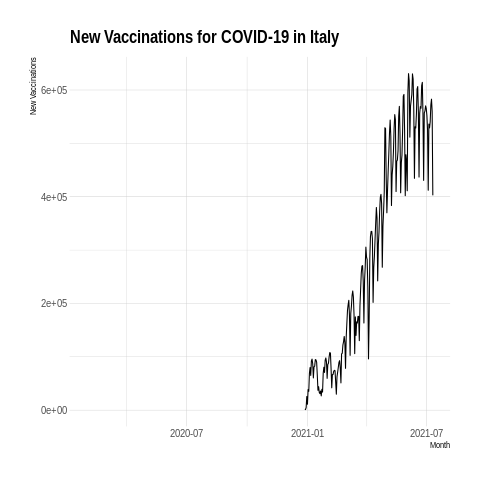 New Vaccinations for COVID-19 in Italy
New Vaccinations
6e+05
4e+05
2e+05
0e+00
2020-07 2021-01 2021-07
Month